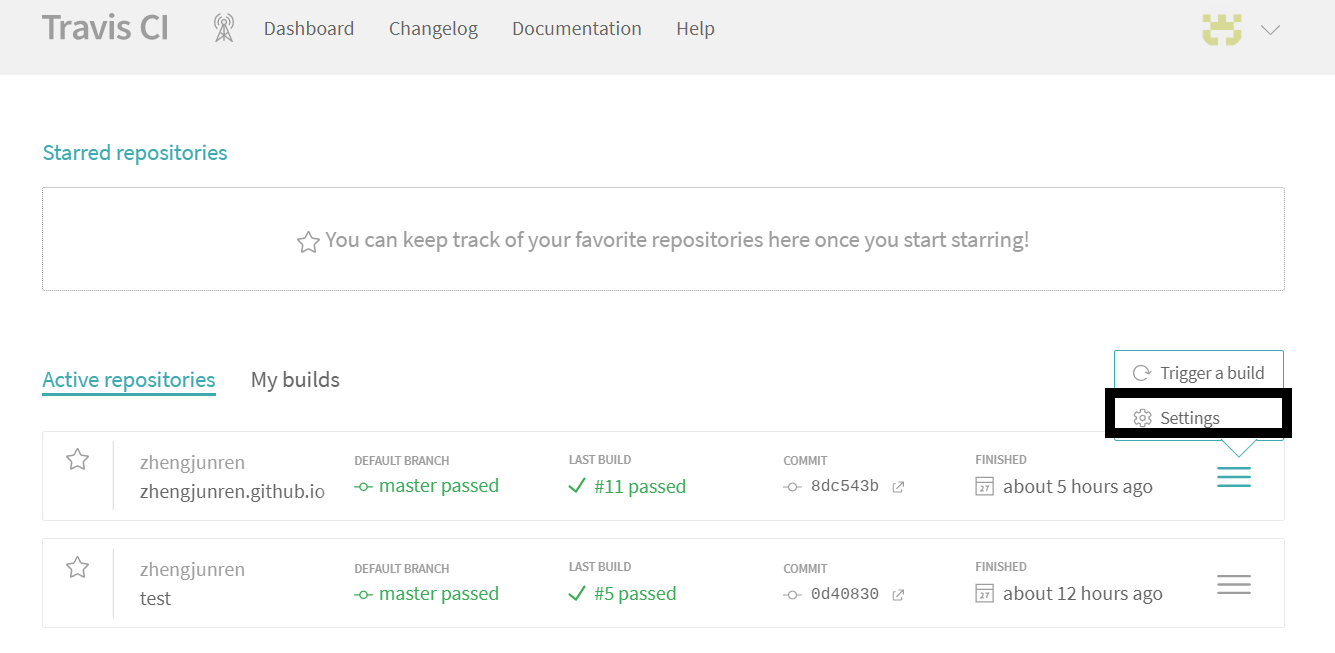 Travis CI Dashboard Changelog Documentation Help
Starred repositories
You can keep track of your favorite repositories here once you start starring!
Active repositories My builds
Trigger a build
Settings
zhengjunren
zhengjunren.github.io
DEFAULT BRANCH
master passed
LAST BUILD
#11 passed
COMMIT
8dc543b
FINISHED
27 about 5 hours ago
zhengjunren
test
DEFAULT BRANCH
master passed
LAST BUILD
#5 passed
COMMIT
0d40830
FINISHED
27 about 12 hours ago